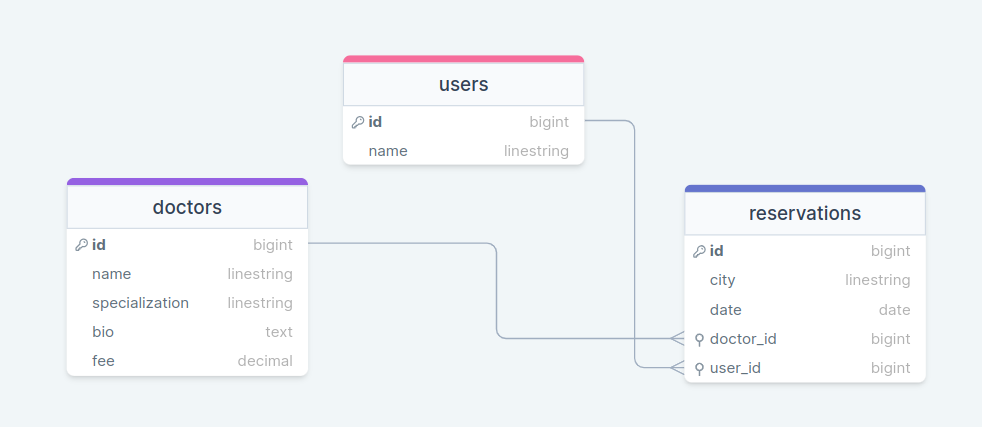 users
id bigint
name linestring
doctors
id bigint
name linestring
specialization linestring
bio text
fee decimal
reservations
id bigint
city linestring
date date
doctor_id bigint
user_id bigint